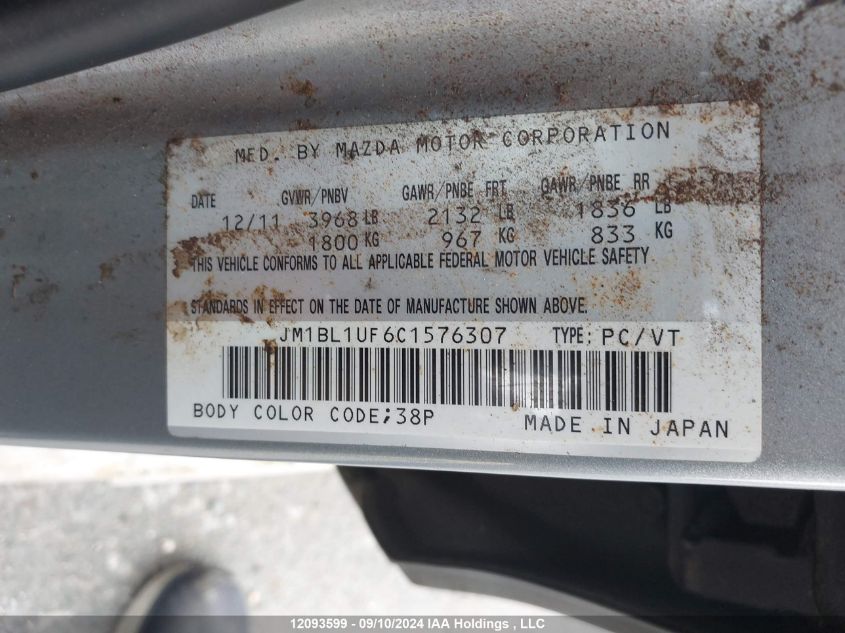 MFD. BY MAZDA MOTOR CORPORATION
DATE GVWR/PNBV GAWR/PNBE FRT GAWR/PNBE RR
12/11 3968 LB 2132 LB 1836 LB
1800 KG 967 KG 833 KG
THIS VEHICLE CONFORMS TO ALL APPLICABLE FEDERAL MOTOR VEHICLE SAFETY
STANDARDS IN EFFECT ON THE DATE OF MANUFACTURE SHOWN ABOVE.
JM1BL1UF6C1576307 TYPE: PC/VT
BODY COLOR CODE;38P MADE IN JAPAN
12093599 - 09/10/2024 IAA Holdings , LLC